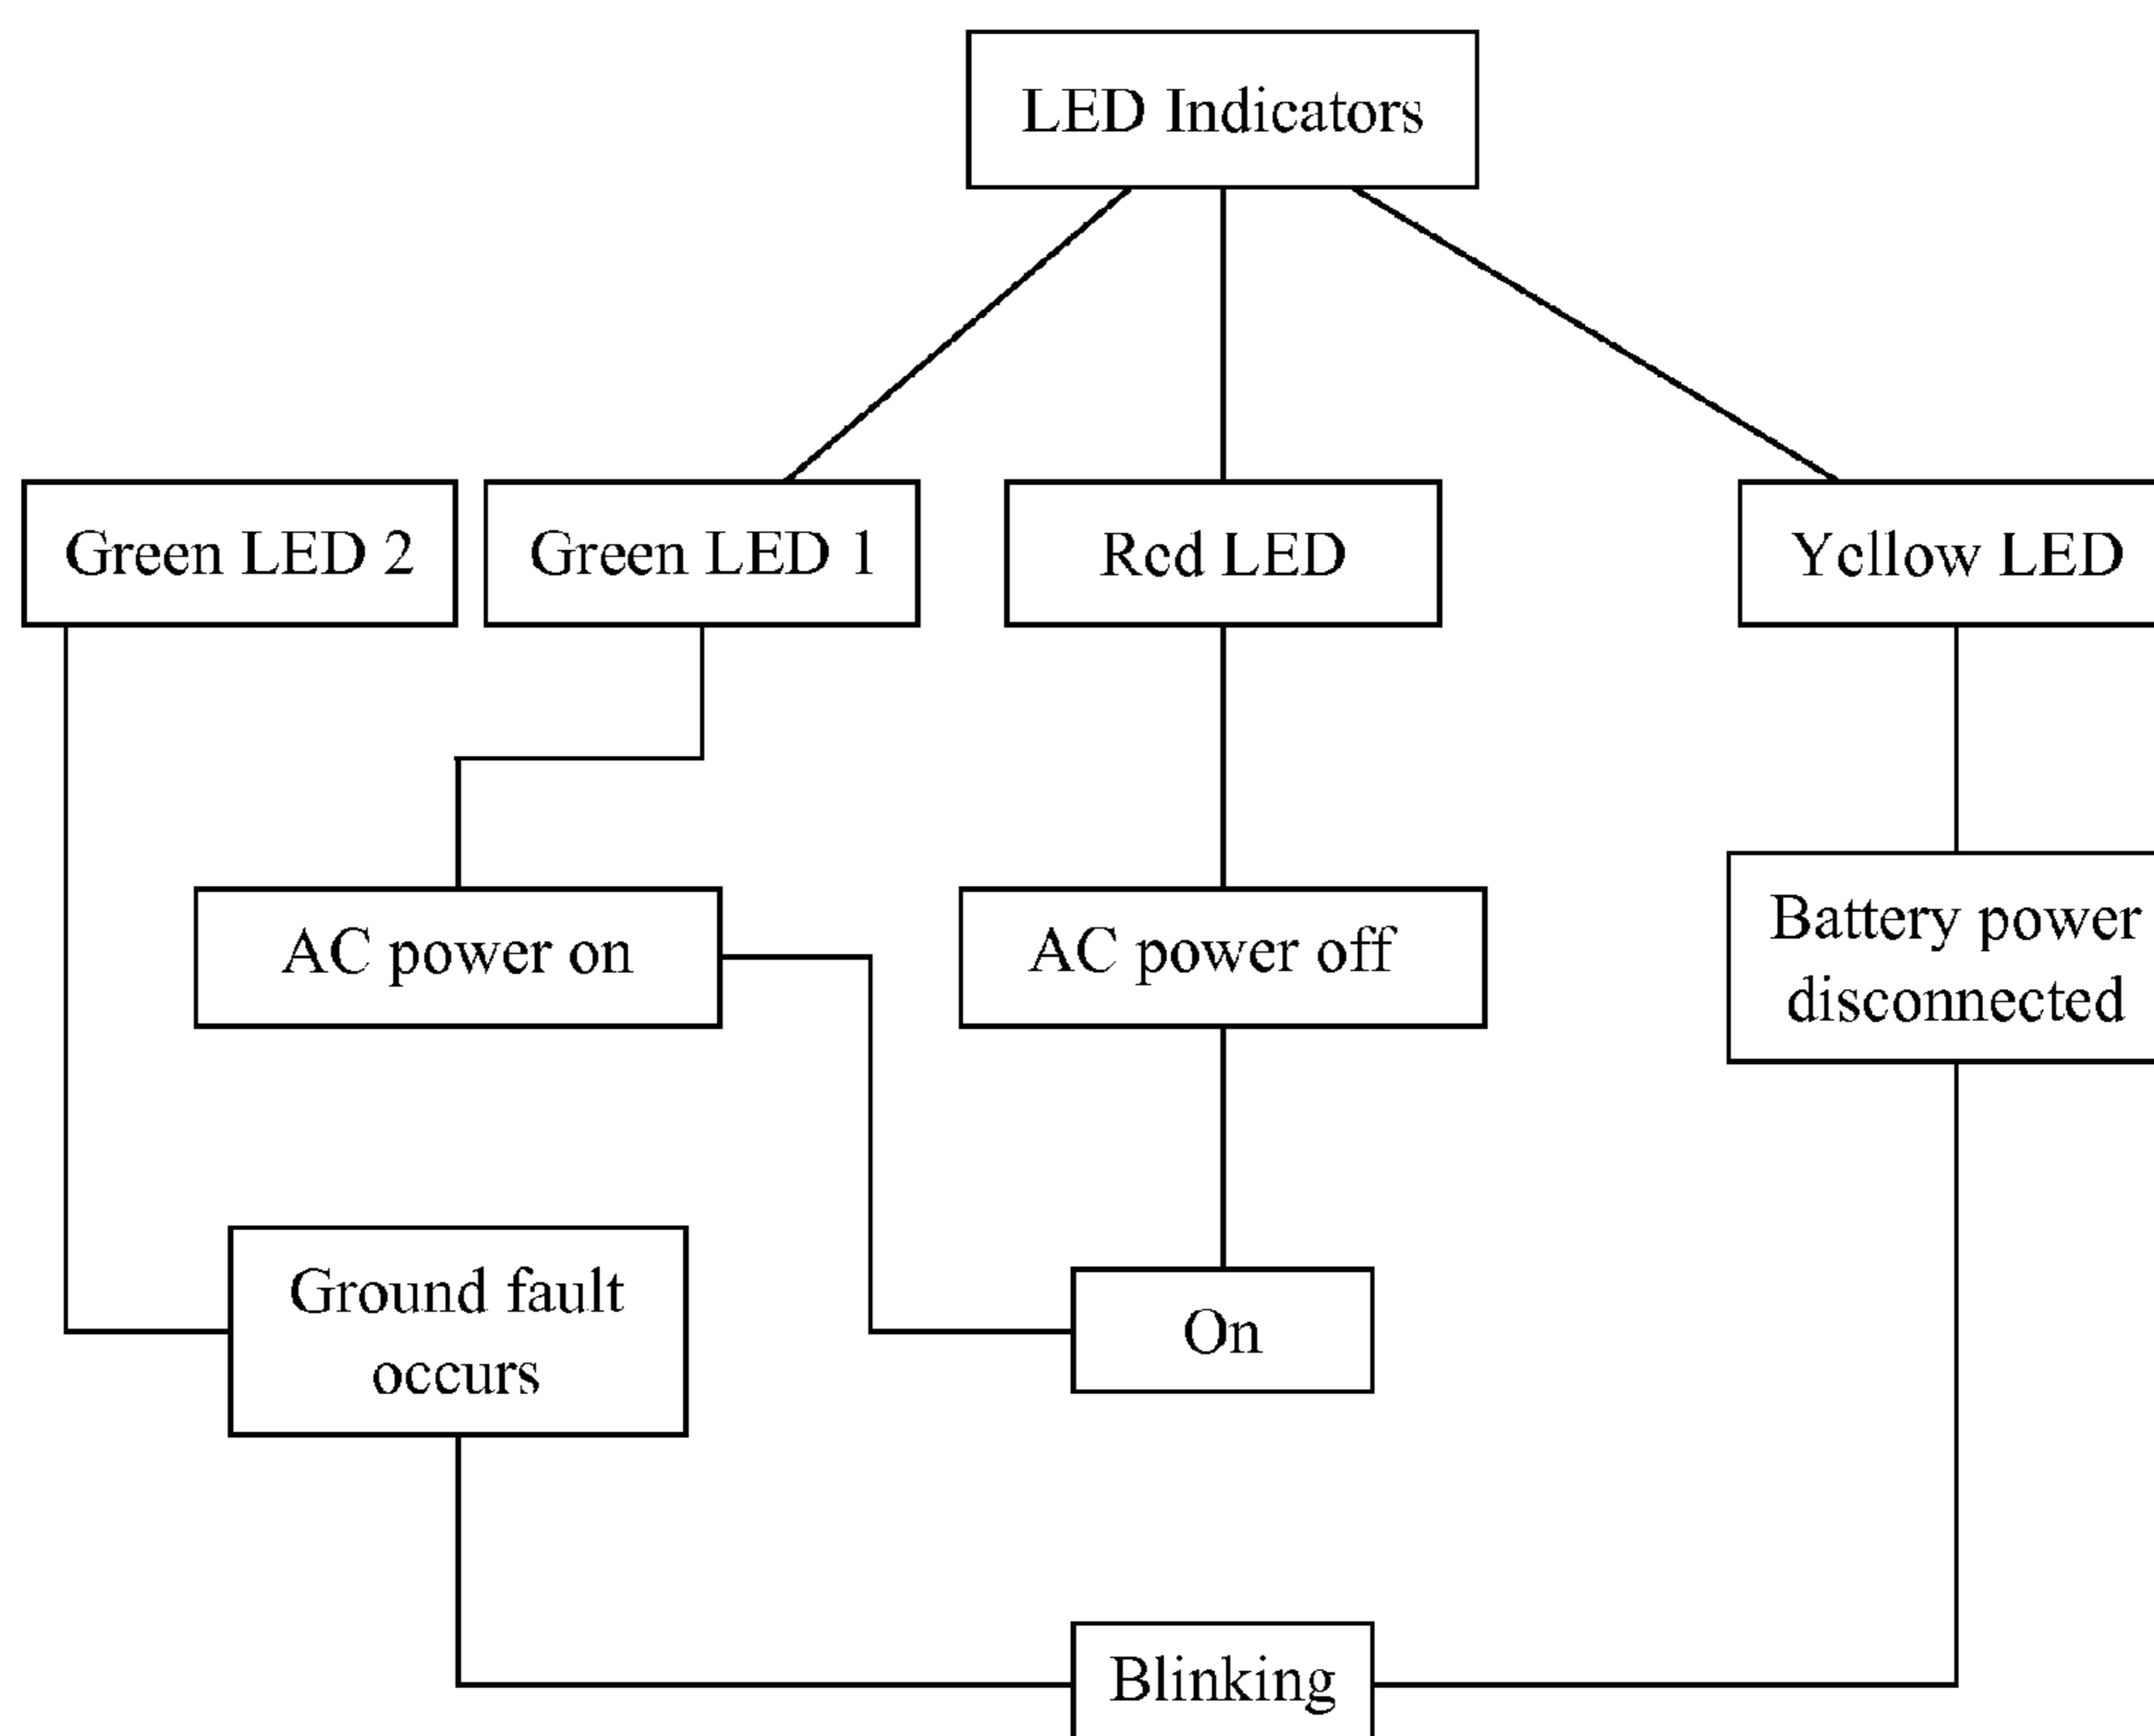 LED Indicators
Green LED 2
Green LED 1
Red LED
Yellow LED
AC power on
AC power off
Battery power
disconnected
Ground fault
occurs
On
Blinking